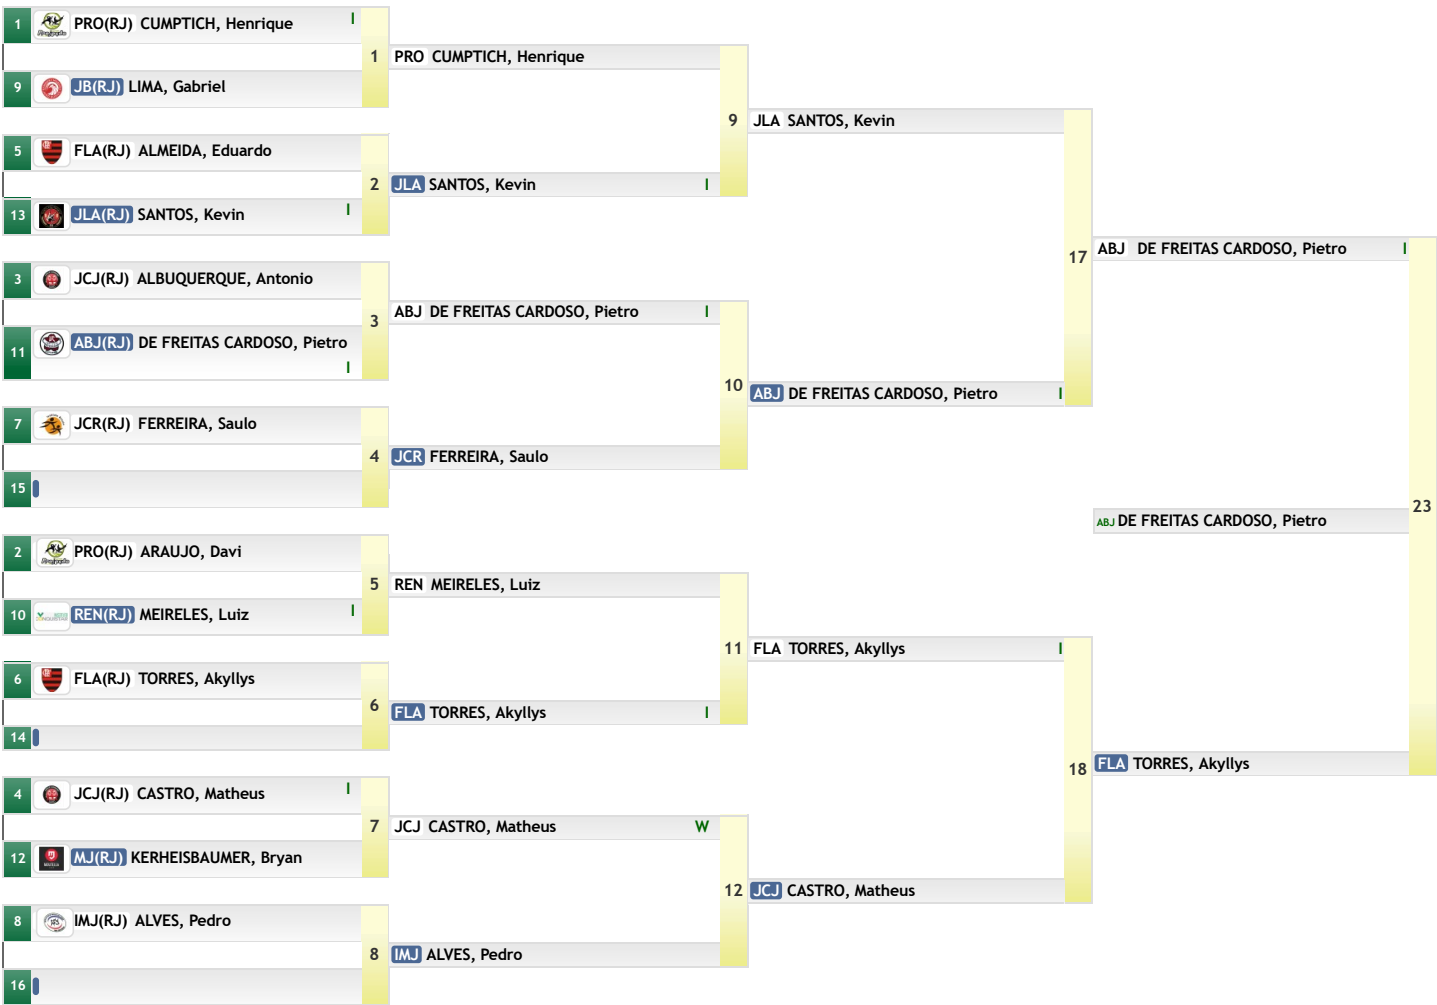 1 PRO(RJ) CUMPTICH, Henrique I
1 PRO CUMPTICH, Henrique
9 JB(RJ) LIMA, Gabriel
9 JLA SANTOS, Kevin
5 FLA(RJ) ALMEIDA, Eduardo
2 JLA SANTOS, Kevin I
13 JLA(RJ) SANTOS, Kevin I
17 ABJ DE FREITAS CARDOSO, Pietro I
3 JCJ(RJ) ALBUQUERQUE, Antonio
3 ABJ DE FREITAS CARDOSO, Pietro I
11 ABJ(RJ) DE FREITAS CARDOSO, Pietro
I
10 ABJ DE FREITAS CARDOSO, Pietro I
7 JCR(RJ) FERREIRA, Saulo
4 JCR FERREIRA, Saulo
15
23
ABJ DE FREITAS CARDOSO, Pietro
2 PRO(RJ) ARAUJO, Davi
5 REN MEIRELES, Luiz
10 REN(RJ) MEIRELES, Luiz I
11 FLA TORRES, Akyllys I
6 FLA(RJ) TORRES, Akyllys
6 FLA TORRES, Akyllys I
14
18 FLA TORRES, Akyllys
4 JCJ(RJ) CASTRO, Matheus I
7 JCJ CASTRO, Matheus W
12 MJ(RJ) KERHEISBAUMER, Bryan
12 JCJ CASTRO, Matheus
8 IMJ(RJ) ALVES, Pedro
8 IMJ ALVES, Pedro
16